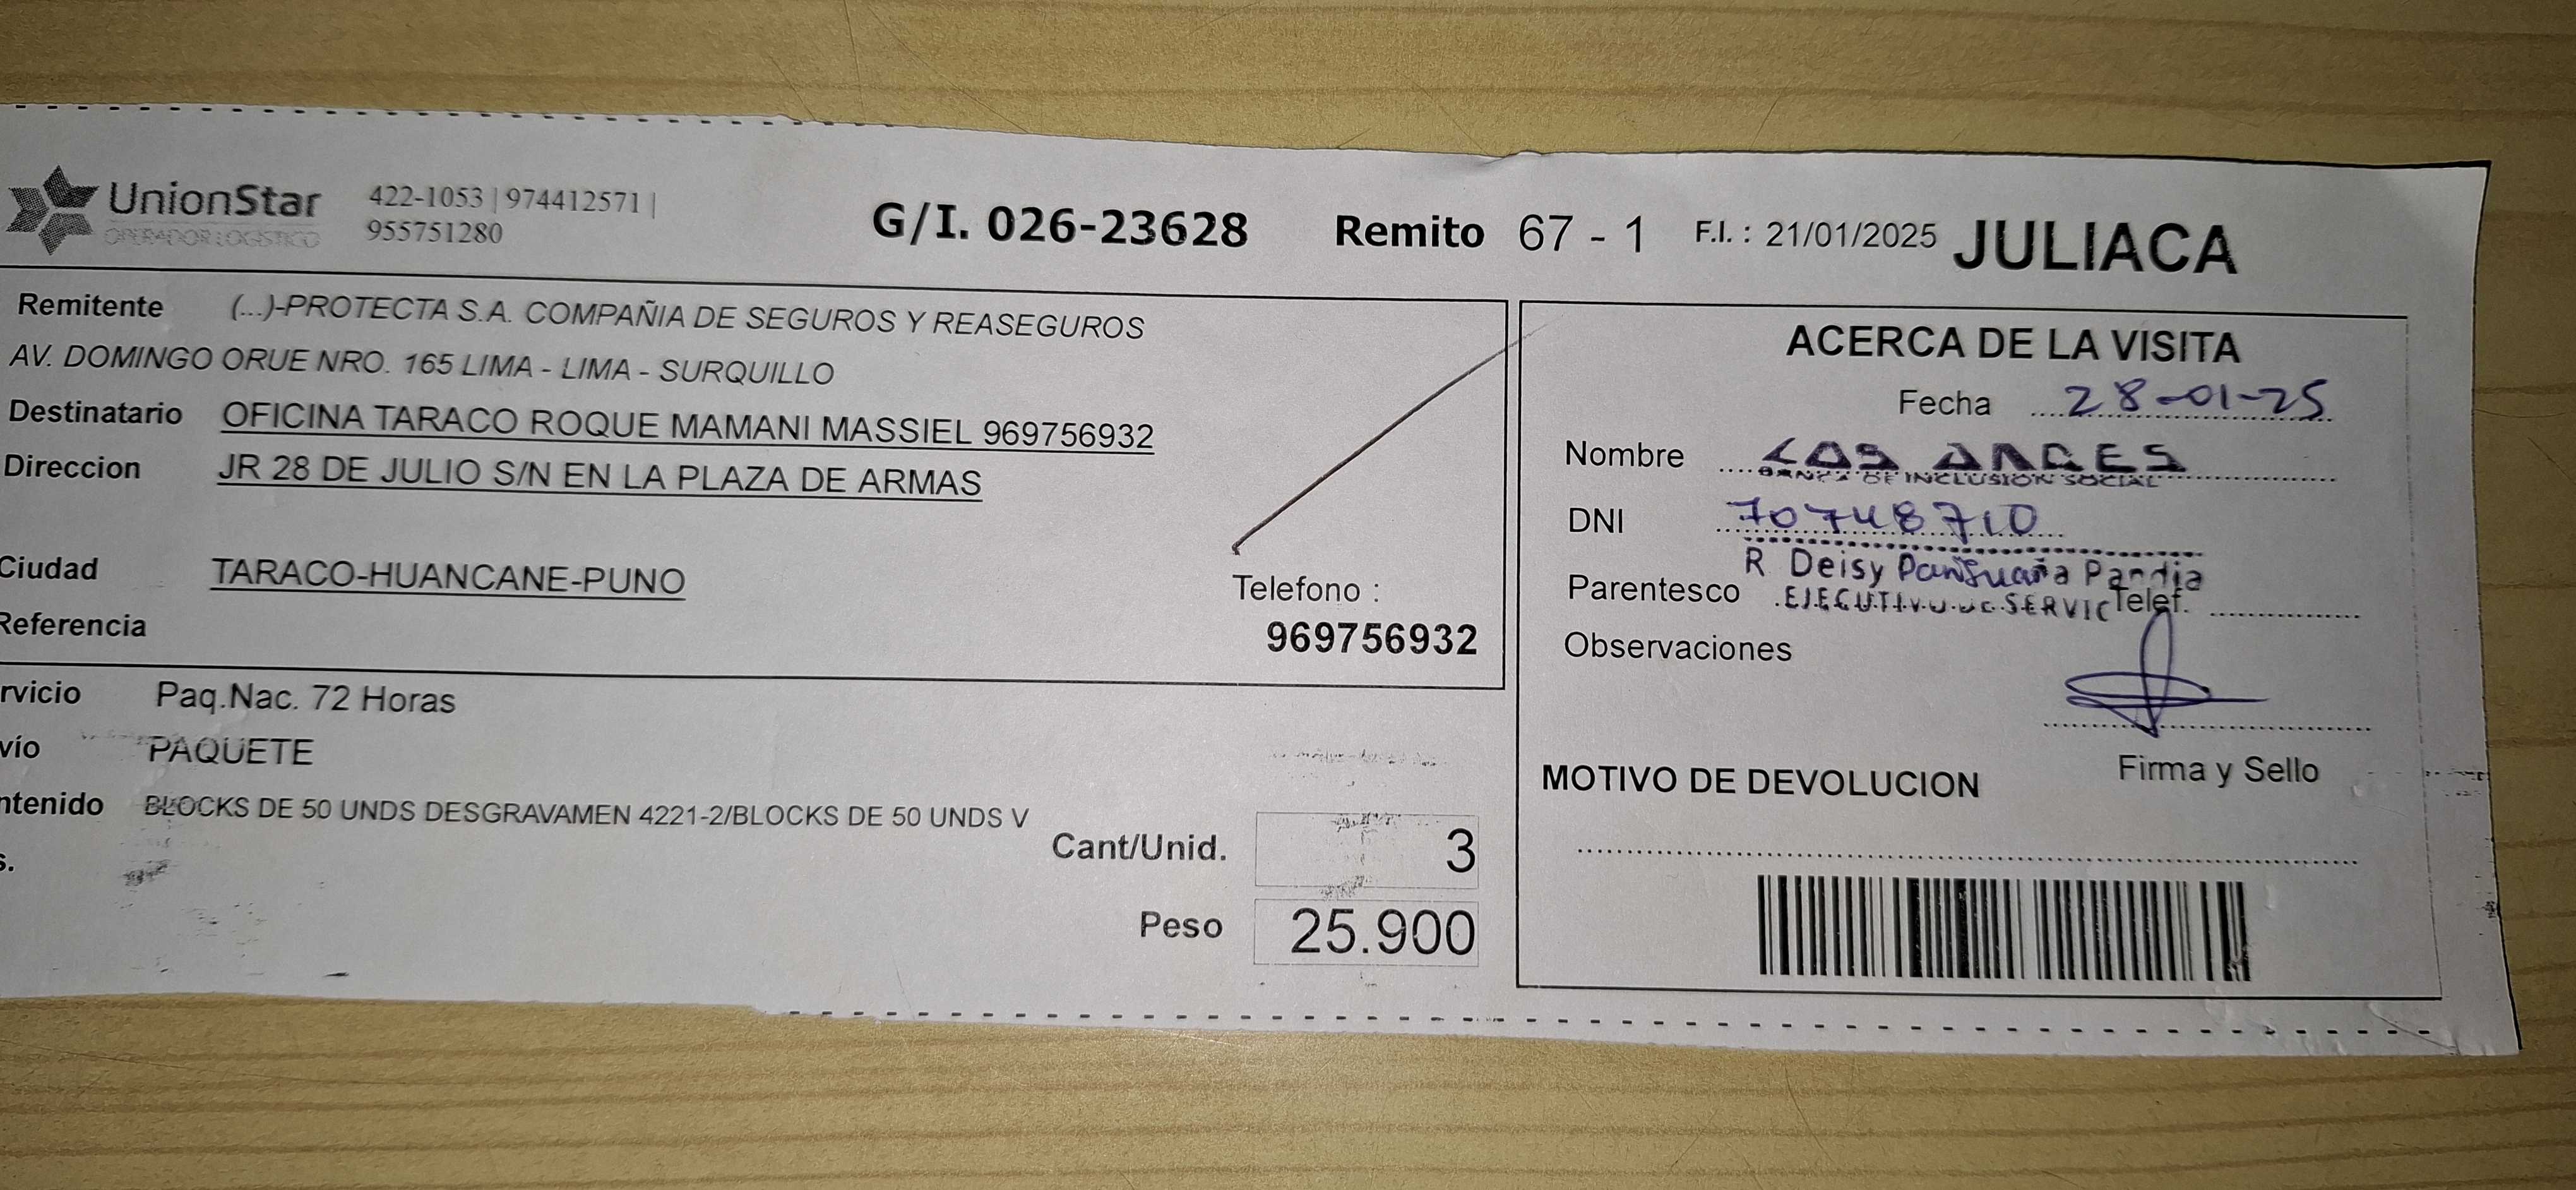 UnionStar
OPERADOR LOGISTICO
422-1053 | 974412571 |
955751280
G/I. 026-23628
Remito 67 - 1
F.I. : 21/01/2025
JULIACA
Remitente (...)-PROTECTA S.A. COMPAÑIA DE SEGUROS Y REASEGUROS
AV. DOMINGO ORUE NRO. 165 LIMA - LIMA - SURQUILLO
Destinatario OFICINA TARACO ROQUE MAMANI MASSIEL 969756932
Direccion JR 28 DE JULIO S/N EN LA PLAZA DE ARMAS
Ciudad TARACO-HUANCANE-PUNO
Referencia
Telefono :
969756932
rvicio Paq.Nac. 72 Horas
vío PAQUETE
ntenido BLOCKS DE 50 UNDS DESGRAVAMEN 4221-2/BLOCKS DE 50 UNDS V
s.
Cant/Unid. 3
Peso 25.900
ACERCA DE LA VISITA
Fecha 28-01-25
Nombre LOS ANDES
BANCA DE INCLUSION SOCIAL
DNI 70748710
R Deisy Pandia
Parentesco EJECUTIVO DE SERVIC Telef.
Observaciones
Firma y Sello
MOTIVO DE DEVOLUCION